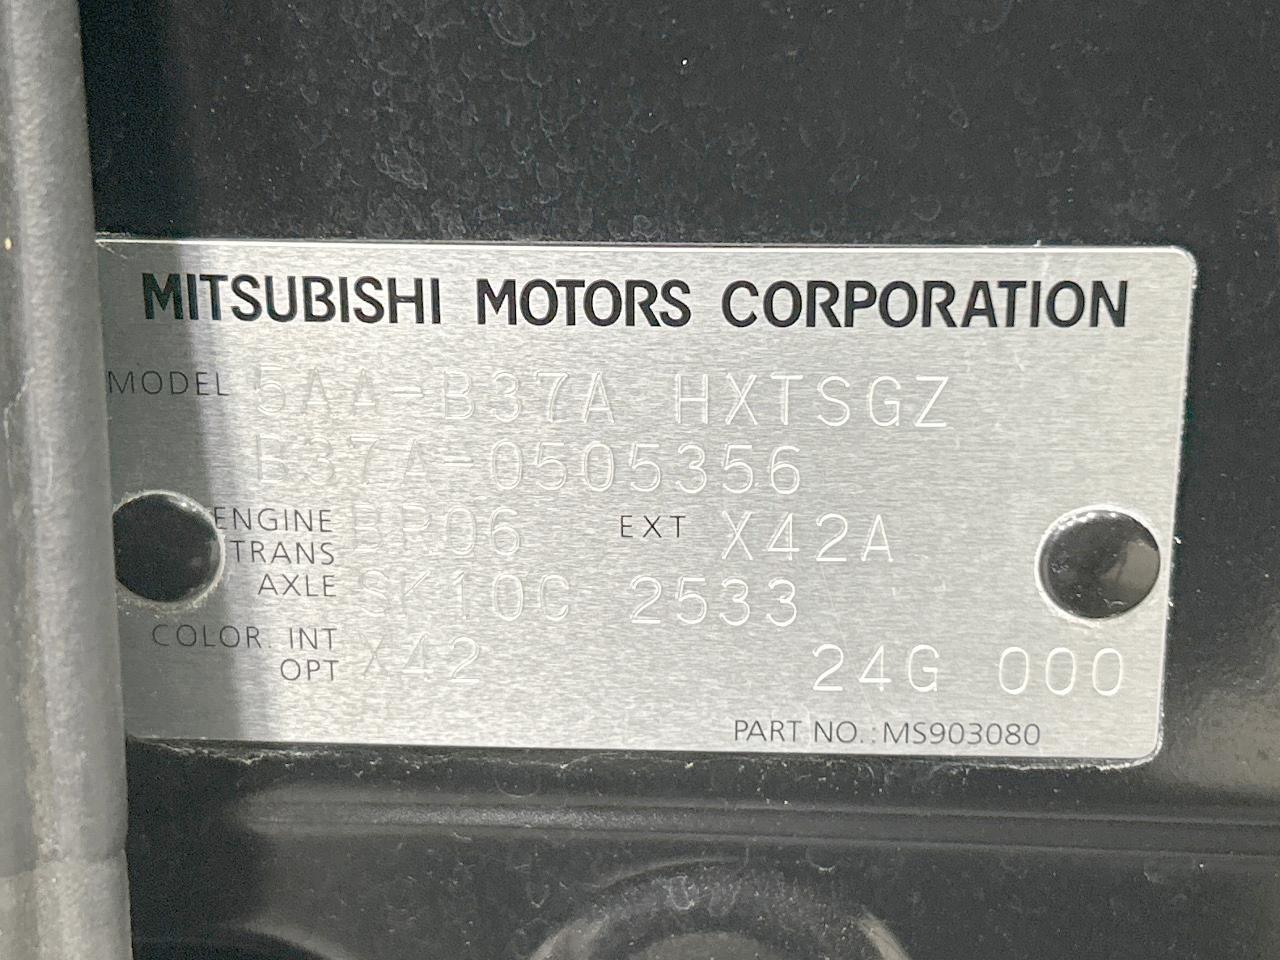 MITSUBISHI MOTORS CORPORATION
MODEL 5AA-B37A HXTSGZ
B37A-0505356
ENGINE BR06 EXT X42A
TRANS
AXLE SK10C 2533
COLOR. INT X42
OPT 24G 000
PART NO.:MS903080